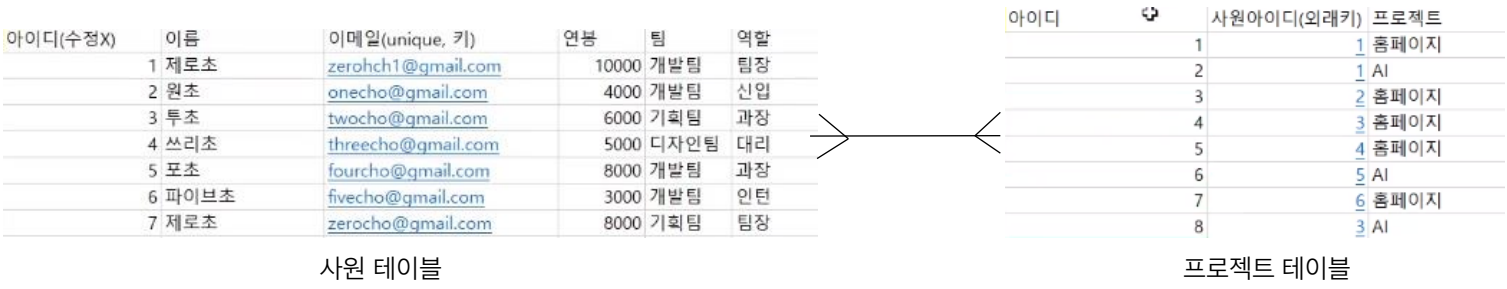 아이디(수정X) 이름 이메일(unique, 키) 연봉 팀 역할
1 제로초 zerohch1@gmail.com 10000 개발팀 팀장
2 원초 onecho@gmail.com 4000 개발팀 신입
3 투초 twocho@gmail.com 6000 기획팀 과장
4 쓰리초 threecho@gmail.com 5000 디자인팀 대리
5 포초 fourcho@gmail.com 8000 개발팀 과장
6 파이브초 fivecho@gmail.com 3000 개발팀 인턴
7 제로초 zerocho@gmail.com 8000 기획팀 팀장
사원 테이블
아이디 사원아이디(외래키) 프로젝트
1 1 홈페이지
2 1 AI
3 2 홈페이지
4 3 홈페이지
5 4 홈페이지
6 5 AI
7 6 홈페이지
8 3 AI
프로젝트 테이블